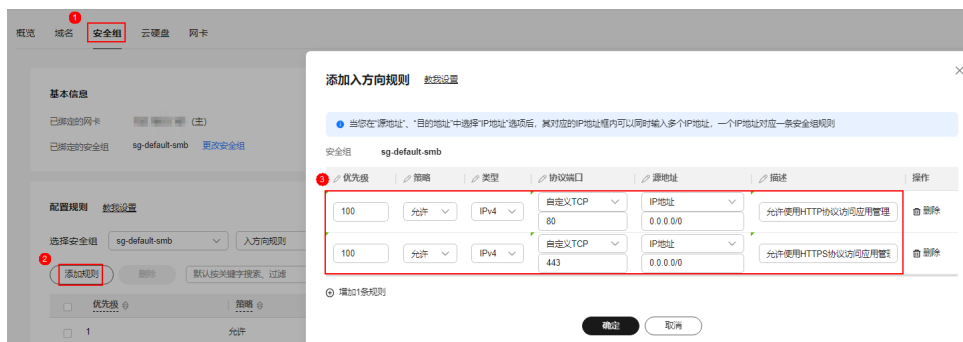 1
概览 域名 安全组 云硬盘 网卡
基本信息
已绑定的网卡 (主)
已绑定的安全组 sg-default-smb 更改安全组
配置规则 教我设置
选择安全组 sg-default-smb 入方向规则
2
添加规则 删除 默认按关键字搜索、过滤
优先级 策略
1 允许
添加入方向规则 教我设置
当您在"源地址"、"目的地址"中选择"IP地址"选项后，其对应的IP地址框内可以同时输入多个IP地址，一个IP地址对应一条安全组规则
安全组 sg-default-smb
3 优先级 策略 类型 协议端口 源地址 描述 操作
100 允许 IPv4 自定义TCP IP地址 允许使用HTTP协议访问应用管理 删除
80 0.0.0.0/0
100 允许 IPv4 自定义TCP IP地址 允许使用HTTPS协议访问应用管 删除
443 0.0.0.0/0
增加1条规则
确定 取消